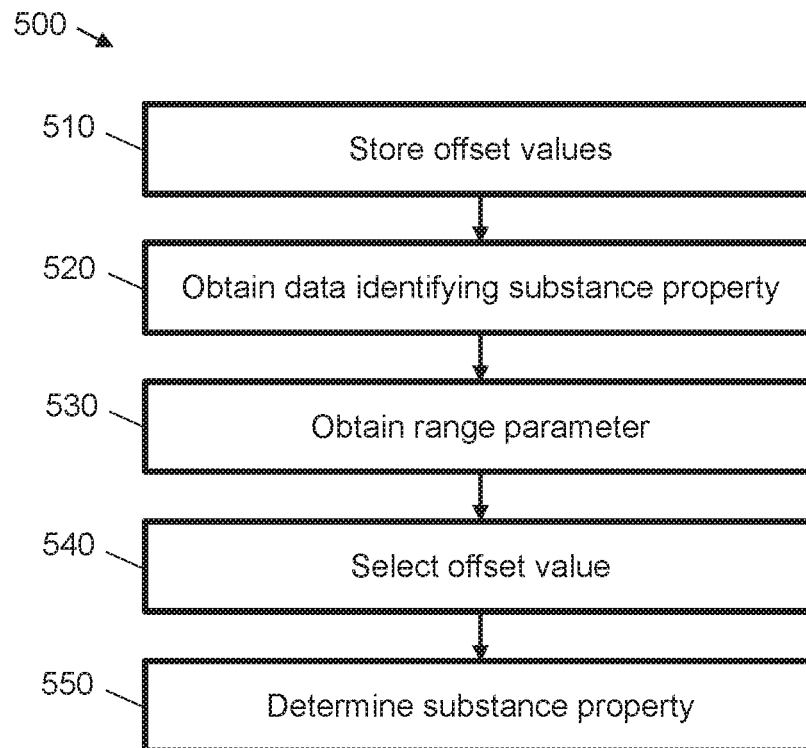 500
510
Store offset values
520
Obtain data identifying substance property
530
Obtain range parameter
540
Select offset value
550
Determine substance property